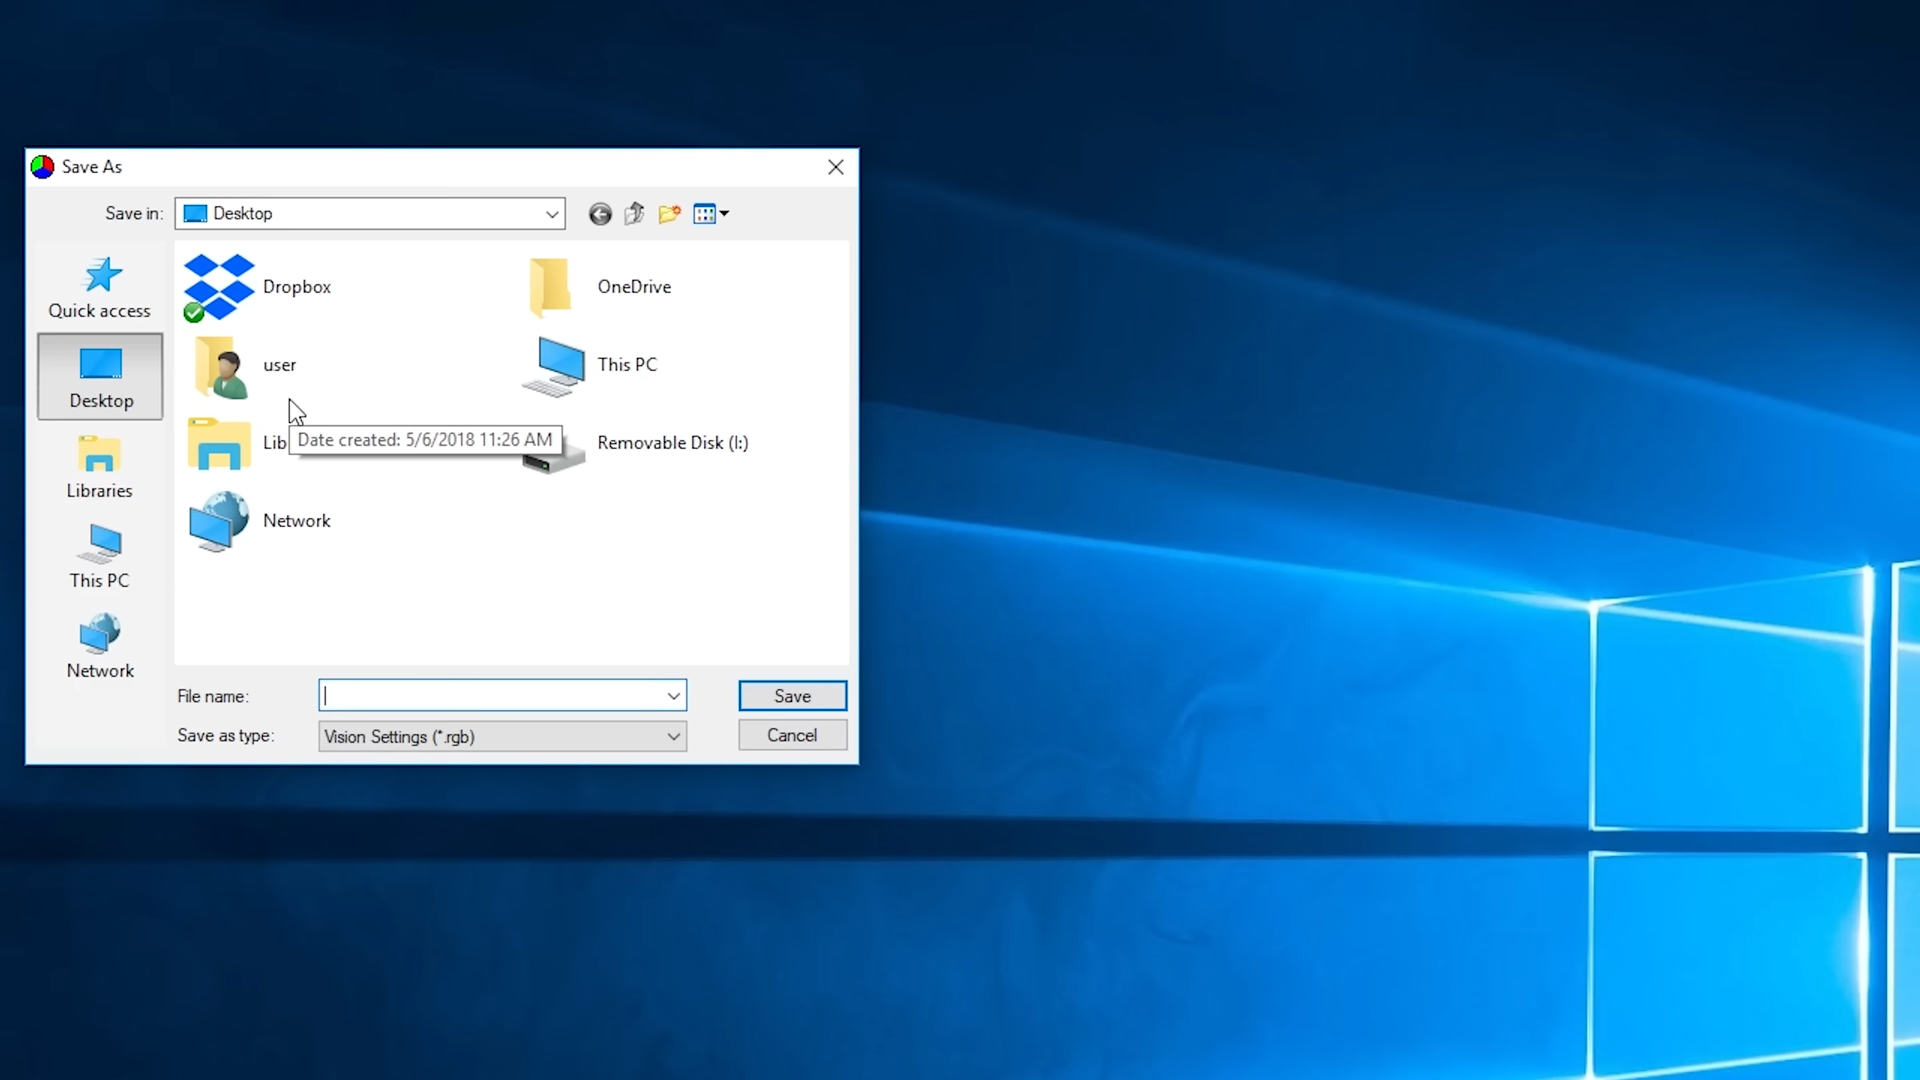 Save As
Save in:
Desktop
Quick access
Desktop
Libraries
This PC
Network
Dropbox
OneDrive
user
This PC
Lib
Date created: 5/6/2018 11:26 AM
Removable Disk (I:)
Network
File name:
Save
Save as type:
Vision Settings (*.rgb)
Cancel